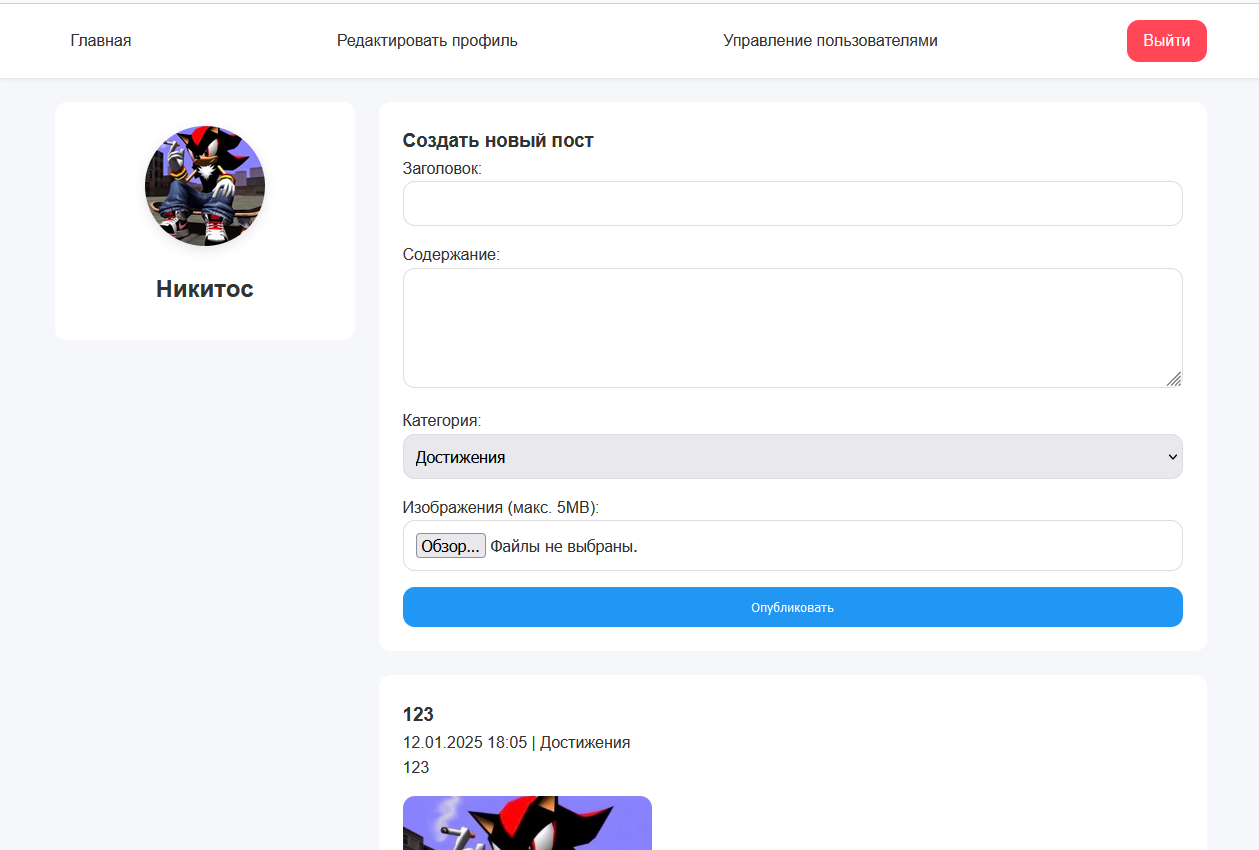 Главная
Редактировать профиль
Управление пользователями
Выйти
Никитос
Создать новый пост
Заголовок:
Содержание:
Категория:
Достижения
Изображения (макс. 5MB):
Обзор... Файлы не выбраны.
Опубликовать
123
12.01.2025 18:05 | Достижения
123